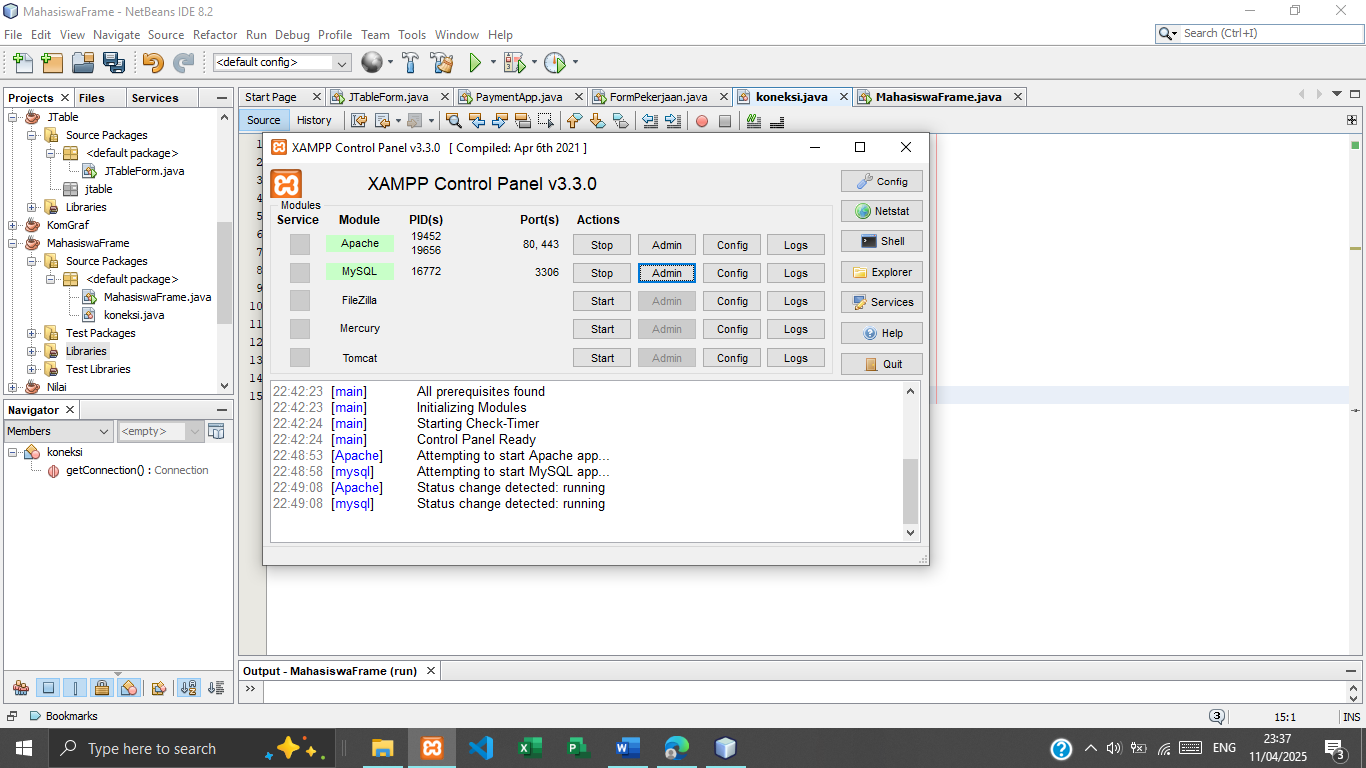 MahasiswaFrame - NetBeans IDE 8.2
File Edit View Navigate Source Refactor Run Debug Profile Team Tools Window Help
Search (Ctrl+I)
<default config>
Projects Files Services
Start Page JTableForm.java PaymentApp.java FormPekerjaan.java koneksi.java MahasiswaFrame.java
Source History
JTable
Source Packages
<default package>
JTableForm.java
jtable
Libraries
KomGraf
MahasiswaFrame
Source Packages
<default package>
MahasiswaFrame.java
koneksi.java
Test Packages
Libraries
Test Libraries
Nilai
Navigator
Members <empty>
koneksi
getConnection() : Connection
1
2
3
4
5
6
7
8
9
10
11
12
13
14
15
XAMPP Control Panel v3.3.0 [ Compiled: Apr 6th 2021 ]
XAMPP Control Panel v3.3.0
Modules
Service Module PID(s) Port(s) Actions
Apache 19452 19656 80, 443 Stop Admin Config Logs
MySQL 16772 3306 Stop Admin Config Logs
FileZilla Start Admin Config Logs
Mercury Start Admin Config Logs
Tomcat Start Admin Config Logs
Config
Netstat
Shell
Explorer
Services
Help
Quit
22:42:23 [main] All prerequisites found
22:42:23 [main] Initializing Modules
22:42:24 [main] Starting Check-Timer
22:42:24 [main] Control Panel Ready
22:48:53 [Apache] Attempting to start Apache app...
22:48:58 [mysql] Attempting to start MySQL app...
22:49:08 [Apache] Status change detected: running
22:49:08 [mysql] Status change detected: running
Output - MahasiswaFrame (run)
Bookmarks
3 15:1 INS
Type here to search
ENG
23:37
11/04/2025
3